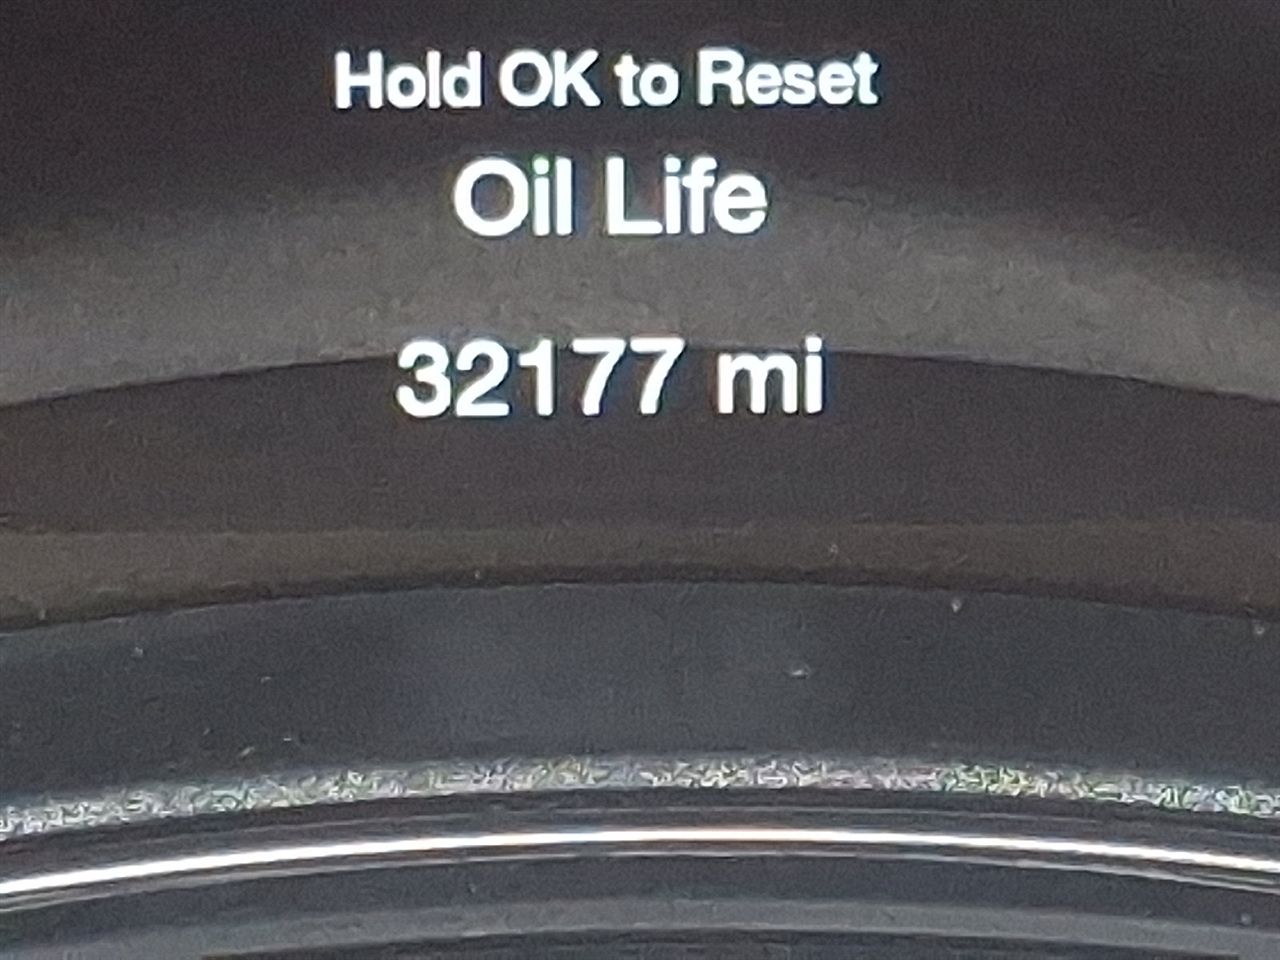 Hold OK to Reset
Oil Life
32177 mi